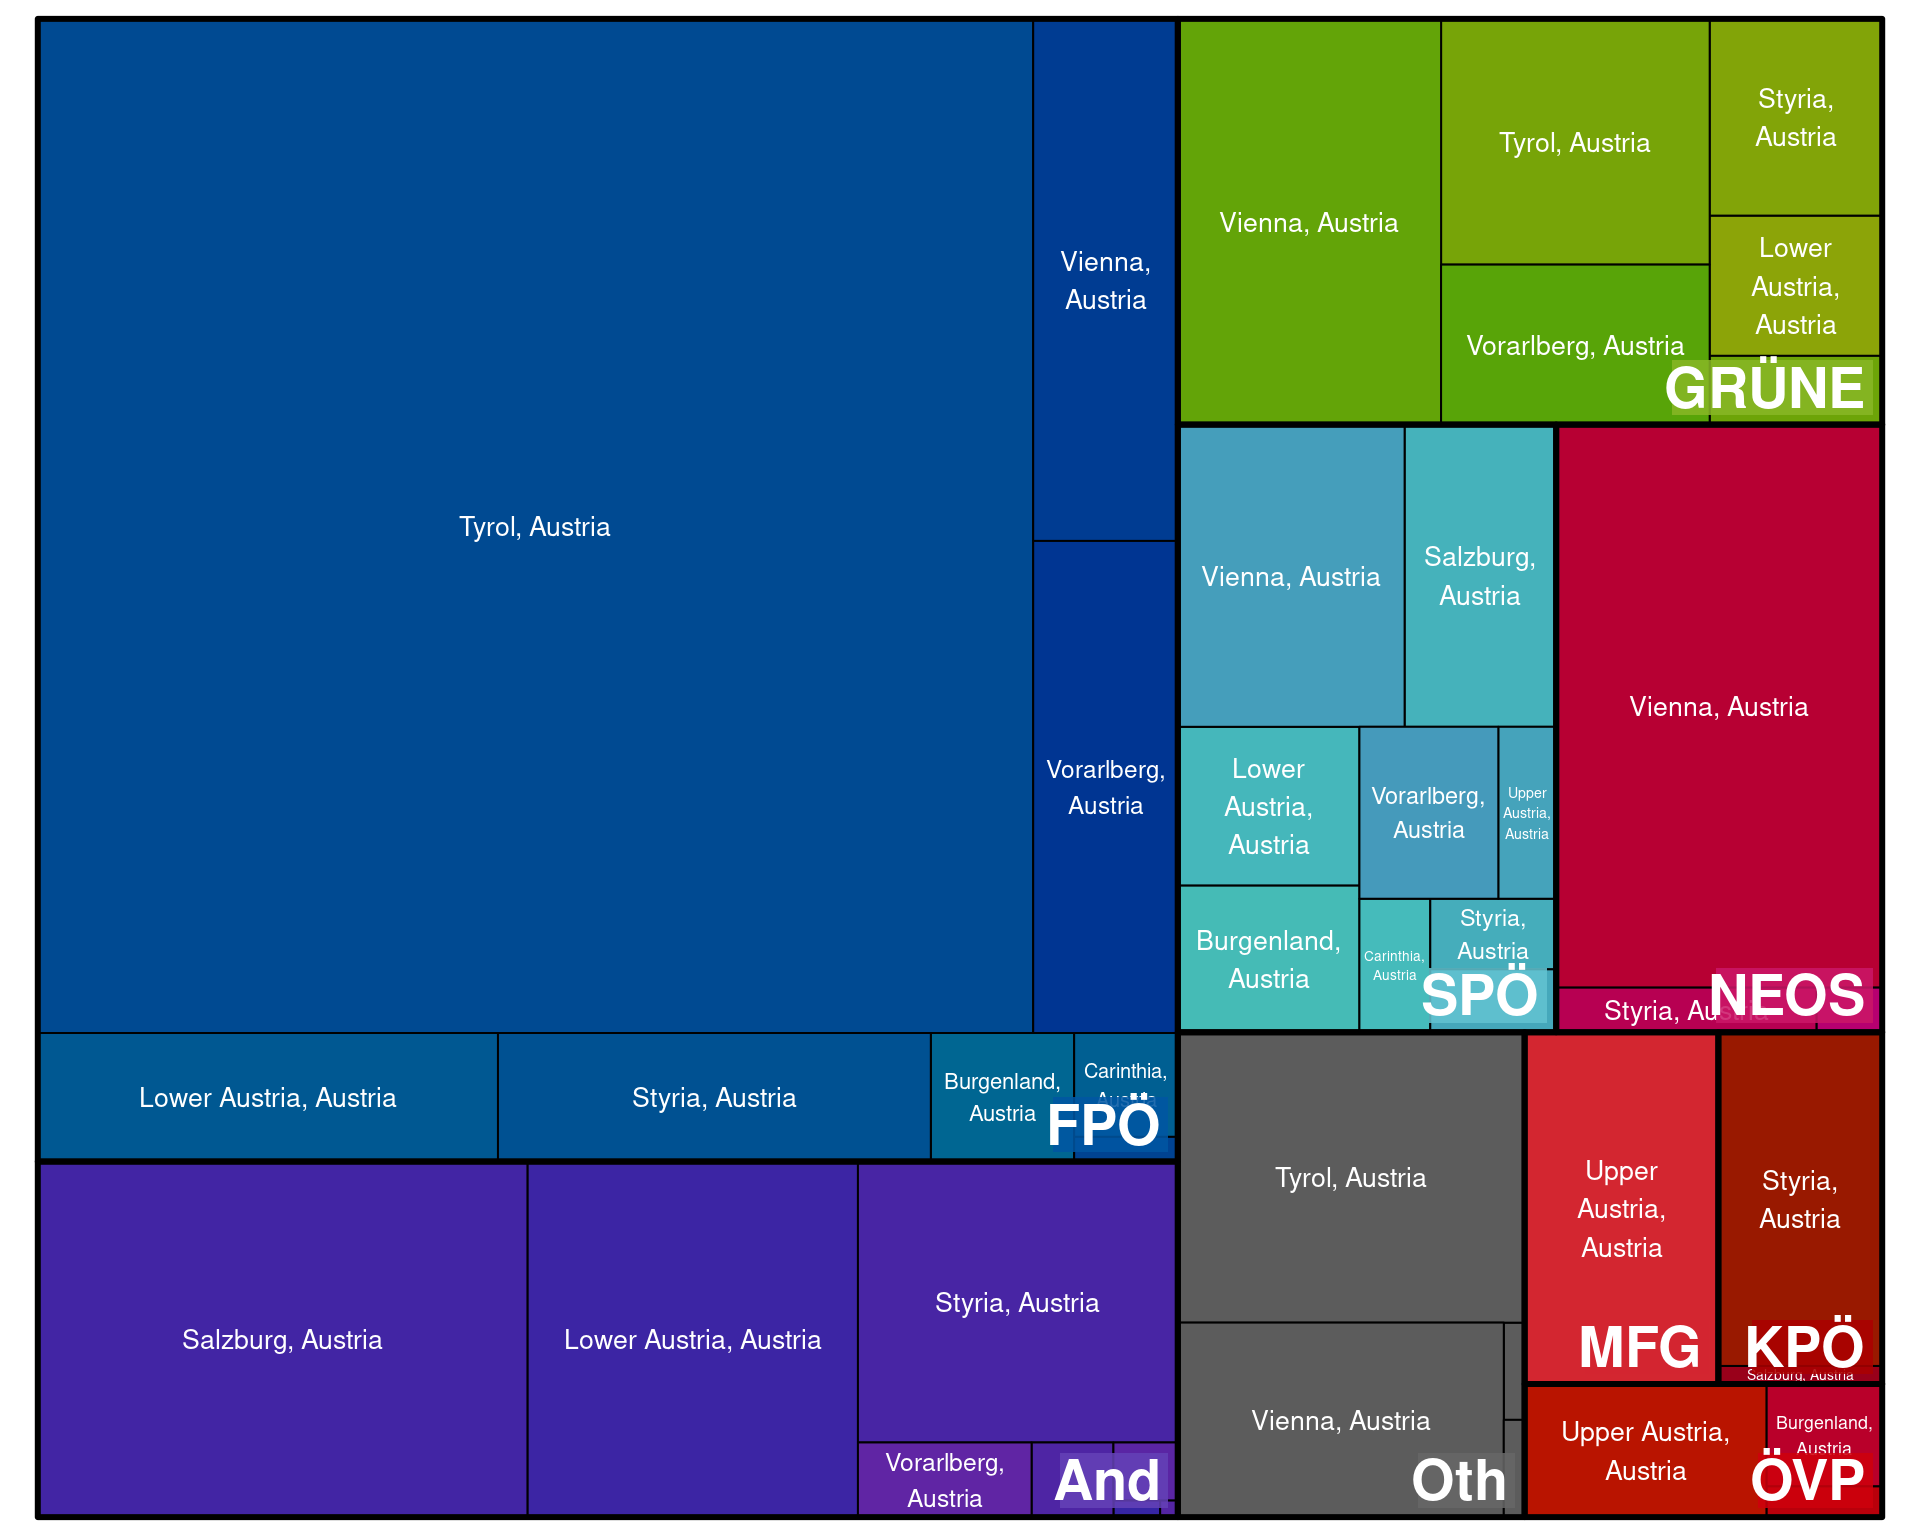 Tyrol, Austria
Vienna,
Austria
Vorarlberg,
Austria
Lower Austria, Austria
Styria, Austria
Burgenland,
Austria
Carinthia,
Austria
FPÖ
Salzburg, Austria
Lower Austria, Austria
Styria, Austria
Vorarlberg,
Austria
And
Vienna, Austria
Tyrol, Austria
Vorarlberg, Austria
Styria,
Austria
Lower
Austria,
Austria
GRÜNE
Vienna, Austria
Salzburg,
Austria
Lower
Austria,
Austria
Burgenland,
Austria
Vorarlberg,
Austria
Upper
Austria,
Austria
Carinthia,
Austria
Styria,
Austria
SPÖ
Vienna, Austria
Styria, Austria
NEOS
Tyrol, Austria
Vienna, Austria
Oth
Upper
Austria,
Austria
MFG
Styria,
Austria
KPÖ
Salzburg, Austria
Upper Austria,
Austria
Burgenland,
Austria
ÖVP